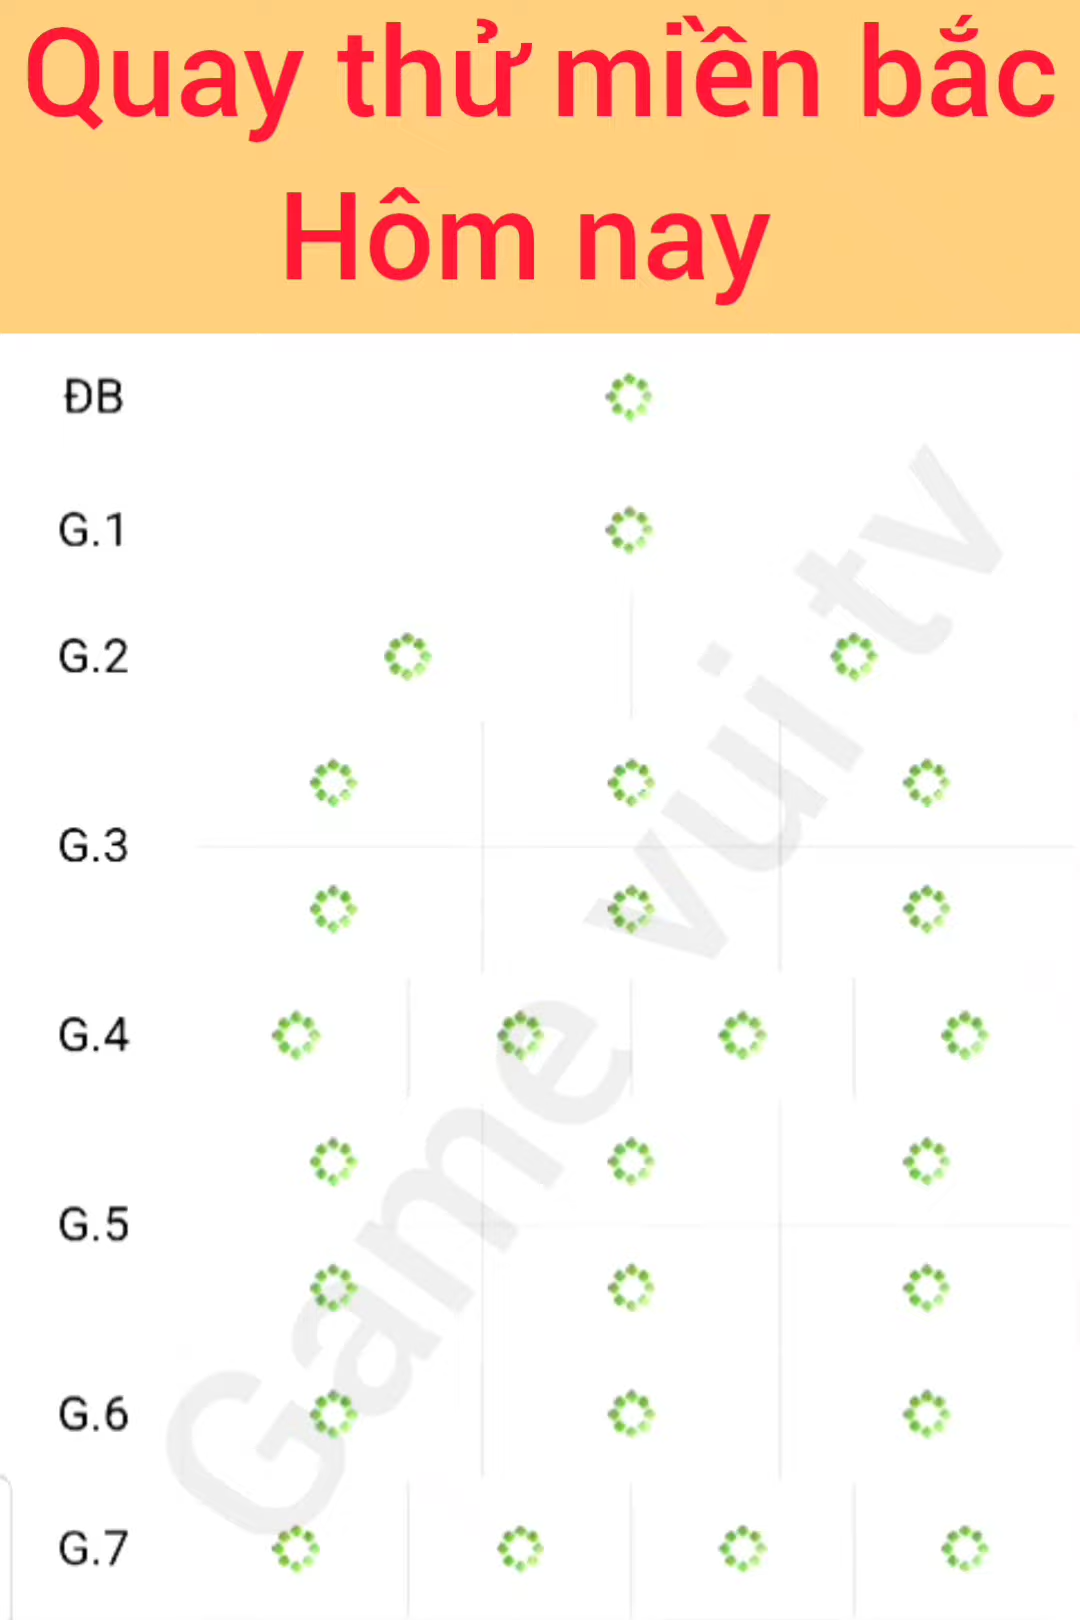 Quay thử miền bắc
Hôm nay
ĐB
G.1
G.2
G.3
G.4
G.5
G.6
G.7
Game vui tv